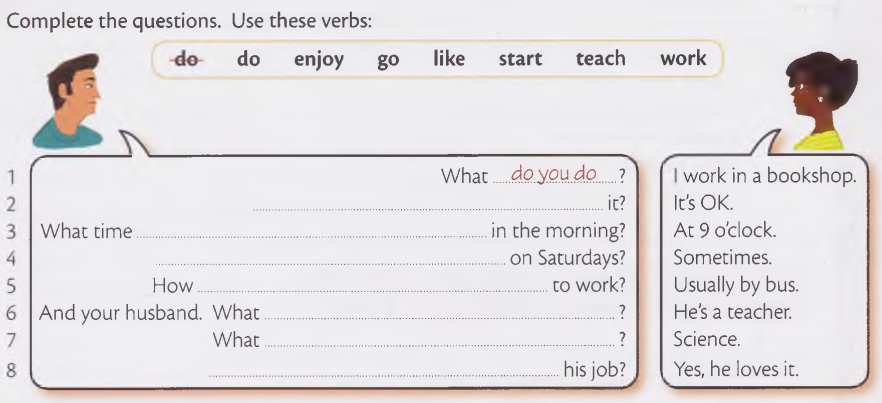 Complete the questions. Use these verbs:
do do enjoy go like start teach work
1 What do you do ? I work in a bookshop.
2 it? It's OK.
3 What time in the morning? At 9 o'clock.
4 on Saturdays? Sometimes.
5 How to work? Usually by bus.
6 And your husband. What ? He's a teacher.
7 What ? Science.
8 his job? Yes, he loves it.